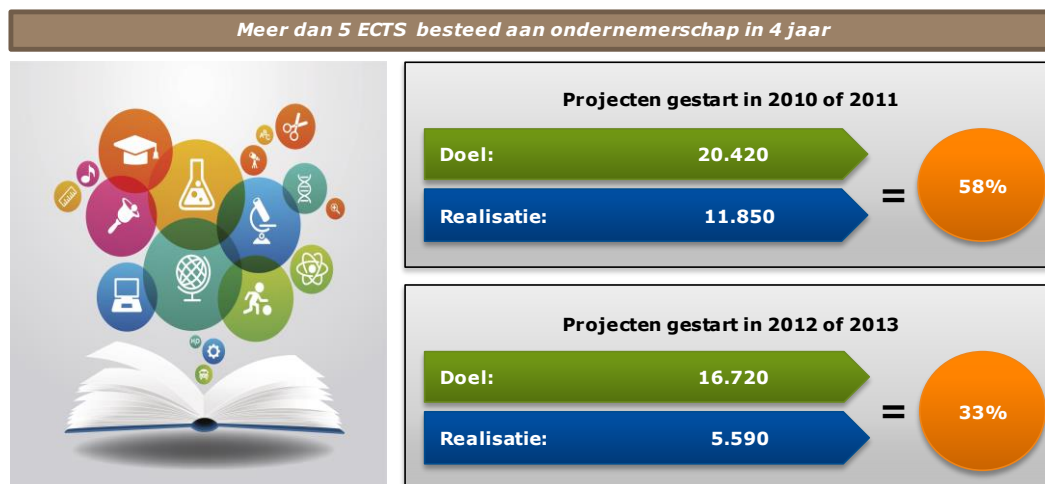 Meer dan 5 ECTS besteed aan ondernemerschap in 4 jaar
Projecten gestart in 2010 of 2011
Doel: 20.420
Realisatie: 11.850
= 58%
Projecten gestart in 2012 of 2013
Doel: 16.720
Realisatie: 5.590
= 33%